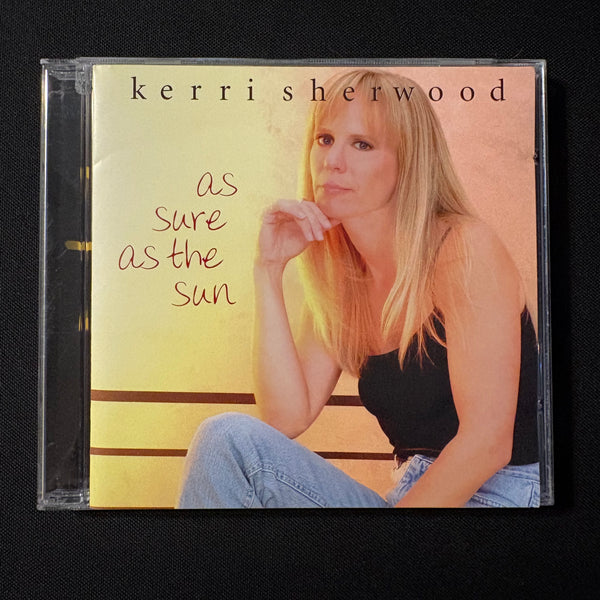 kerri sherwood
as
sure
as the
sun